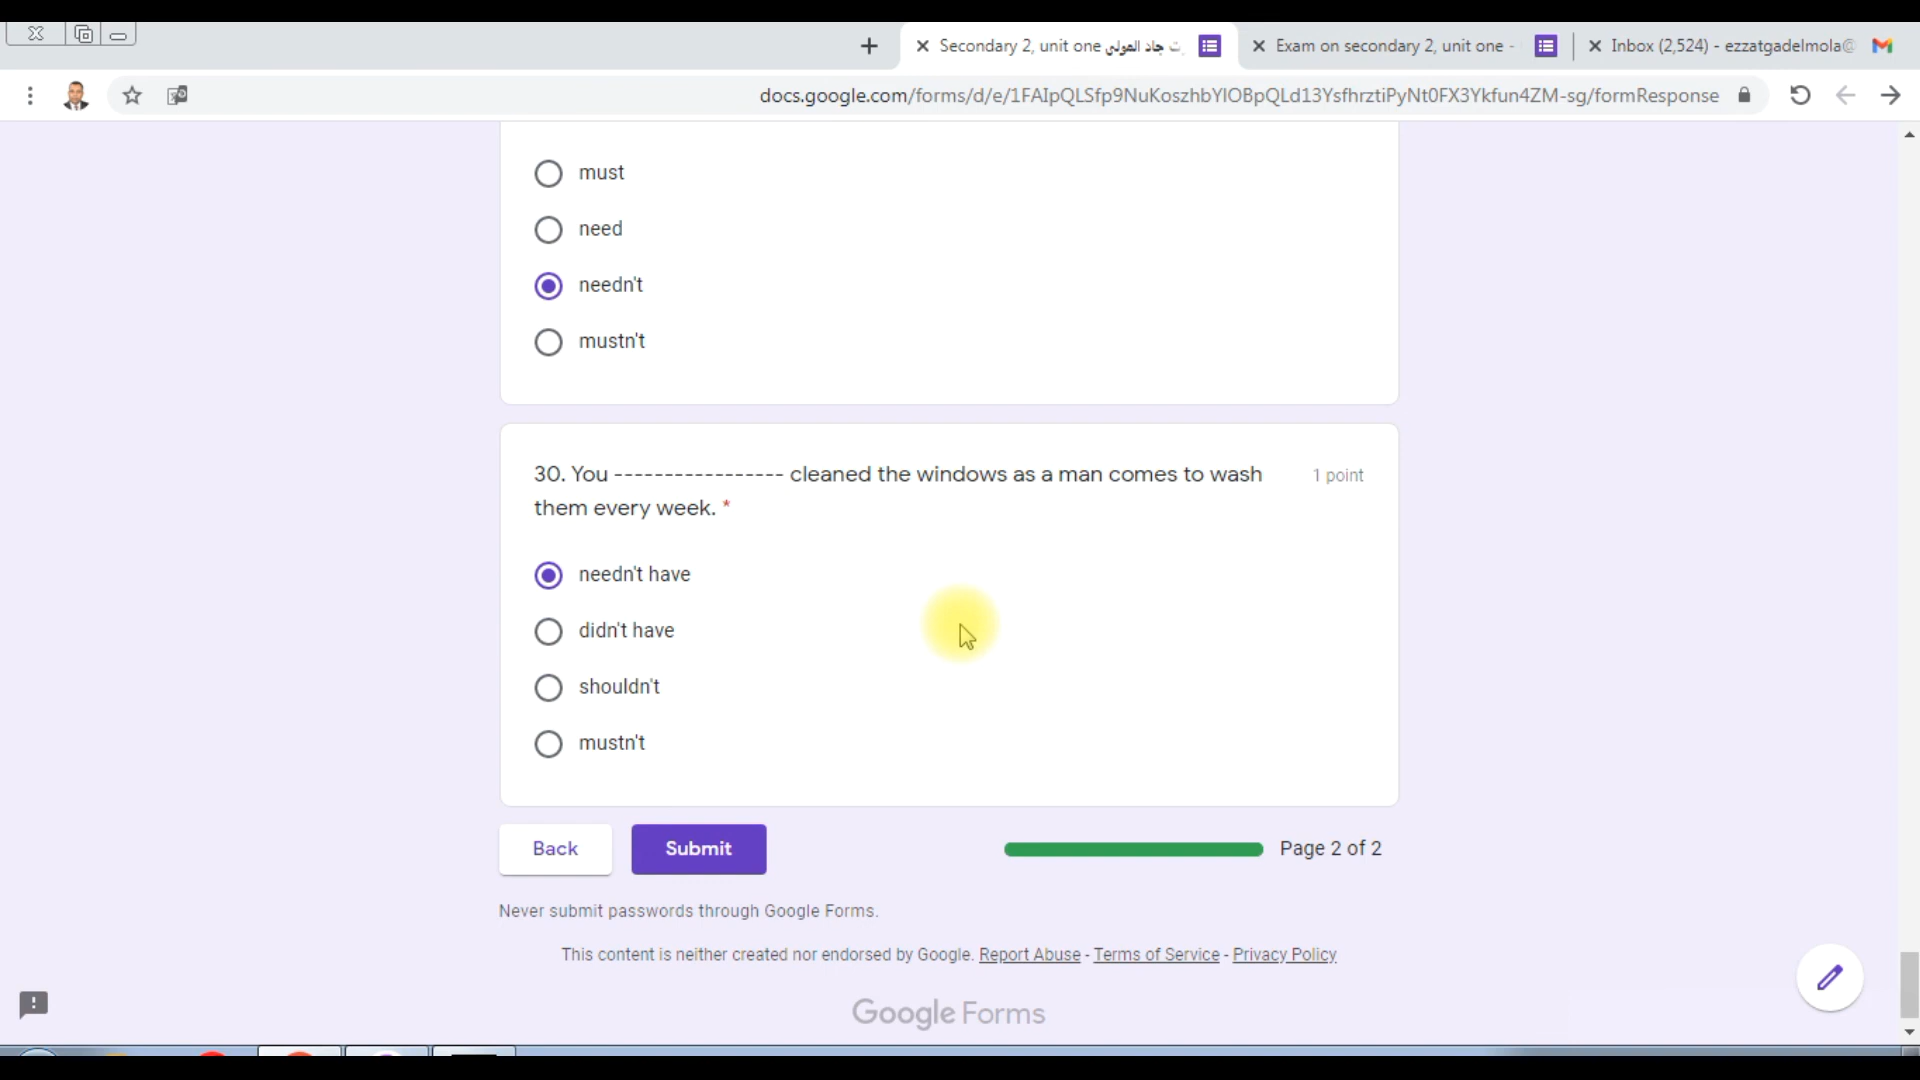 Secondary 2, unit one
جاد المولى
Exam on secondary 2, unit one -
Inbox (2,524) - ezzatgadelmola@
docs.google.com/forms/d/e/1FAIpQLSfp9NuKoszhbYlOBpQLd13YsfhrztiPyNt0FX3Ykfun4ZM-sg/formResponse
must
need
needn't
mustn't
30. You ----------------- cleaned the windows as a man comes to wash
1 point
them every week. *
needn't have
didn't have
shouldn't
mustn't
Back
Submit
Page 2 of 2
Never submit passwords through Google Forms.
This content is neither created nor endorsed by Google. Report Abuse - Terms of Service - Privacy Policy
Google Forms